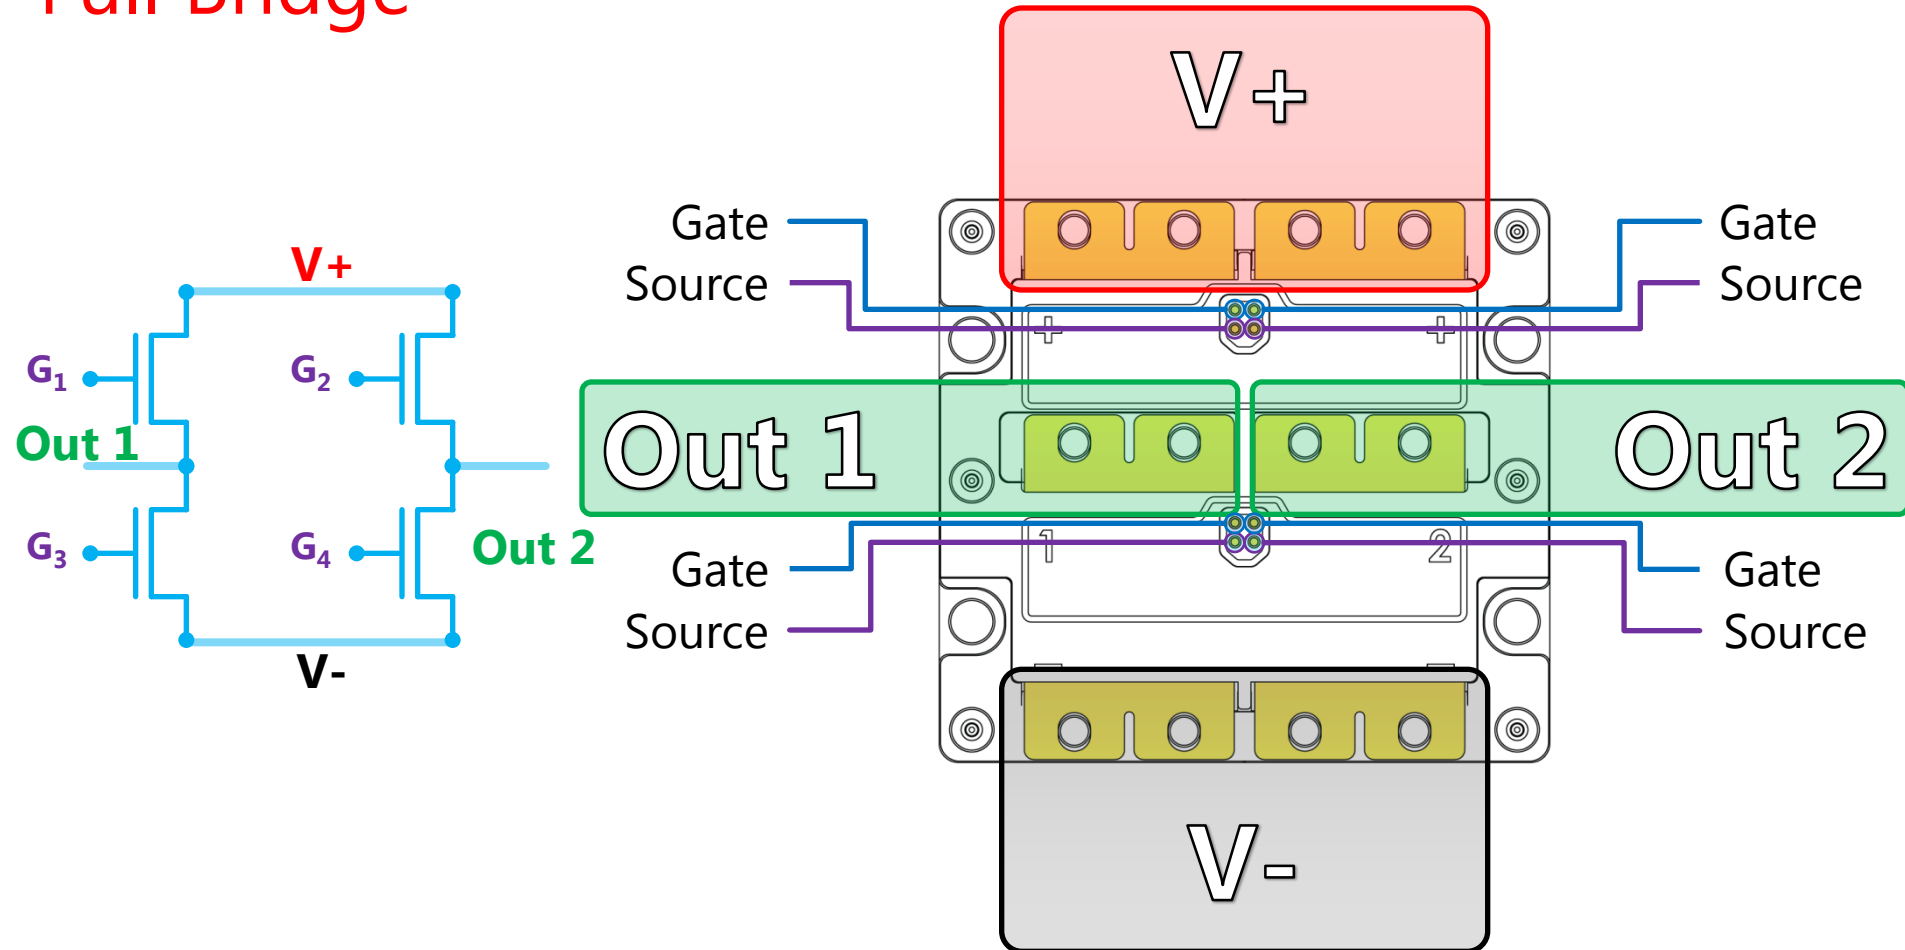 Full Bridge
V+
G1
G2
Out 1
G3
G4
Out 2
V-
V+
Gate
Source
Gate
Source
+
+
Out 1
Out 2
1
2
Gate
Source
Gate
Source
V-